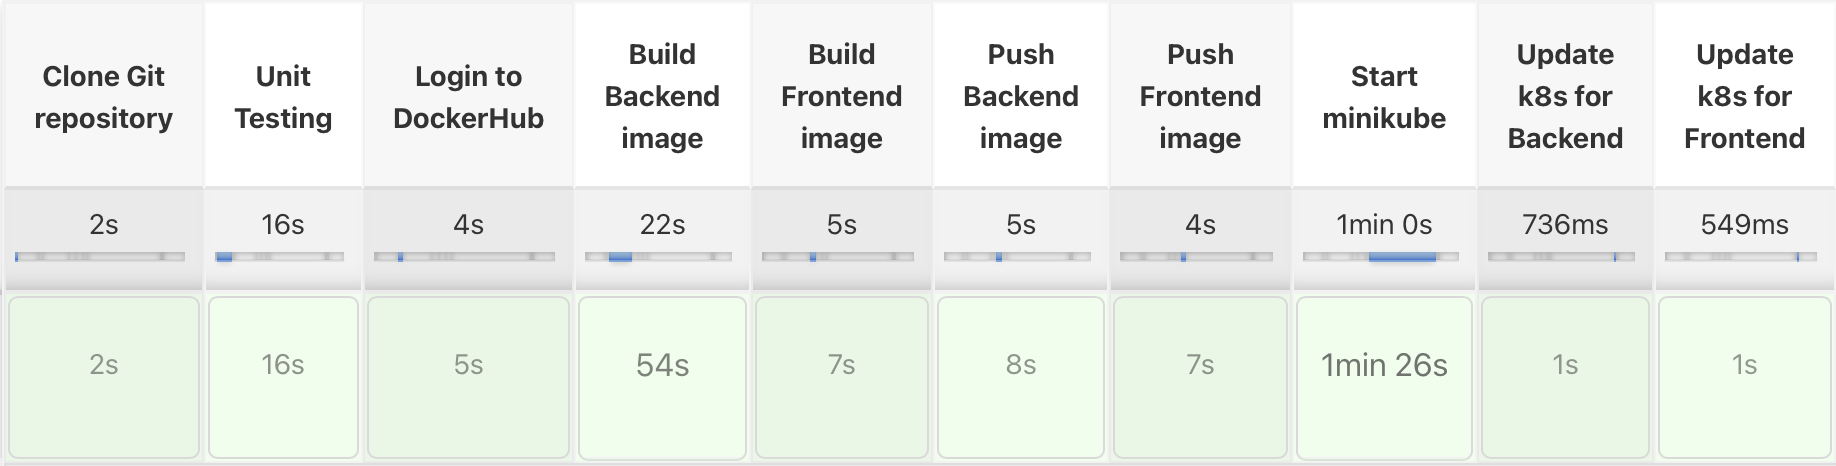 Clone Git
repository
Unit
Testing
Login to
DockerHub
Build
Backend
image
Build
Frontend
image
Push
Backend
image
Push
Frontend
image
Start
minikube
Update
k8s for
Backend
Update
k8s for
Frontend
2s
16s
4s
22s
5s
5s
4s
1min 0s
736ms
549ms
2s
16s
5s
54s
7s
8s
7s
1min 26s
1s
1s